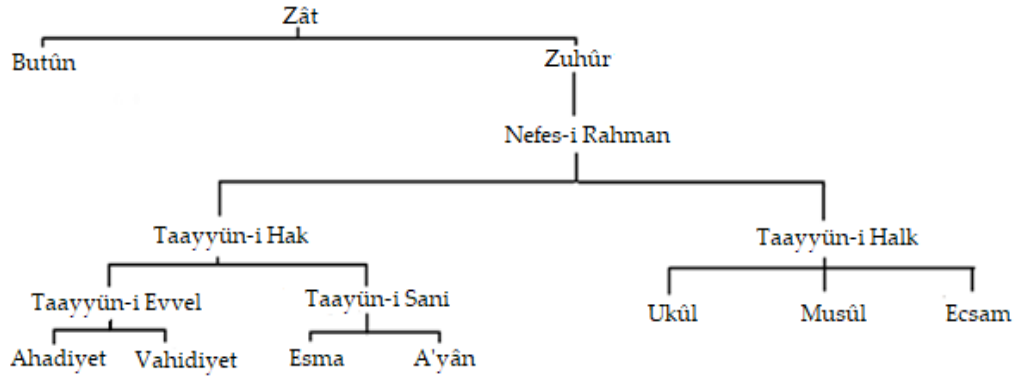 Zât
Butûn Zuhûr
Nefes-i Rahman
Taayyün-i Hak Taayyün-i Halk
Taayyün-i Evvel Taayün-i Sani
Ukûl Musûl Ecsam
Ahadiyet Vahidiyet Esma A'yân